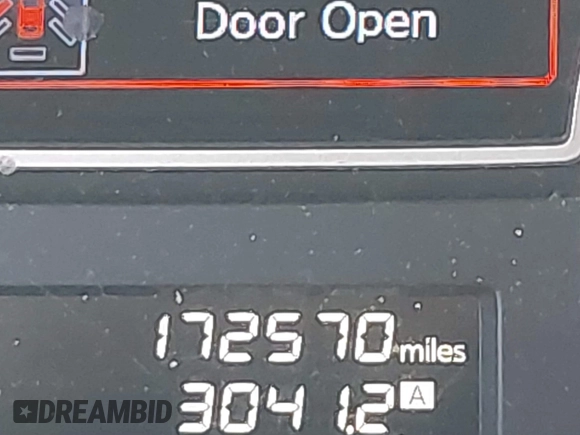 Door Open
172570 miles
3041.2 A
DREAMBID